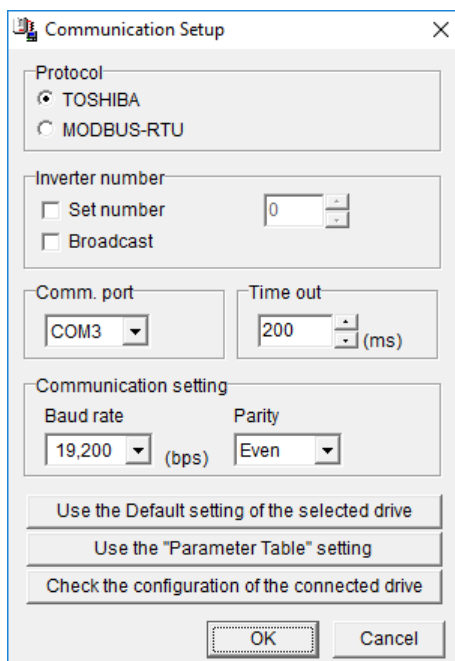 Communication Setup
Protocol
TOSHIBA
MODBUS-RTU
Inverter number
Set number
0
Broadcast
Comm. port
Time out
COM3
200
(ms)
Communication setting
Baud rate
Parity
19,200
(bps)
Even
Use the Default setting of the selected drive
Use the "Parameter Table" setting
Check the configuration of the connected drive
OK
Cancel